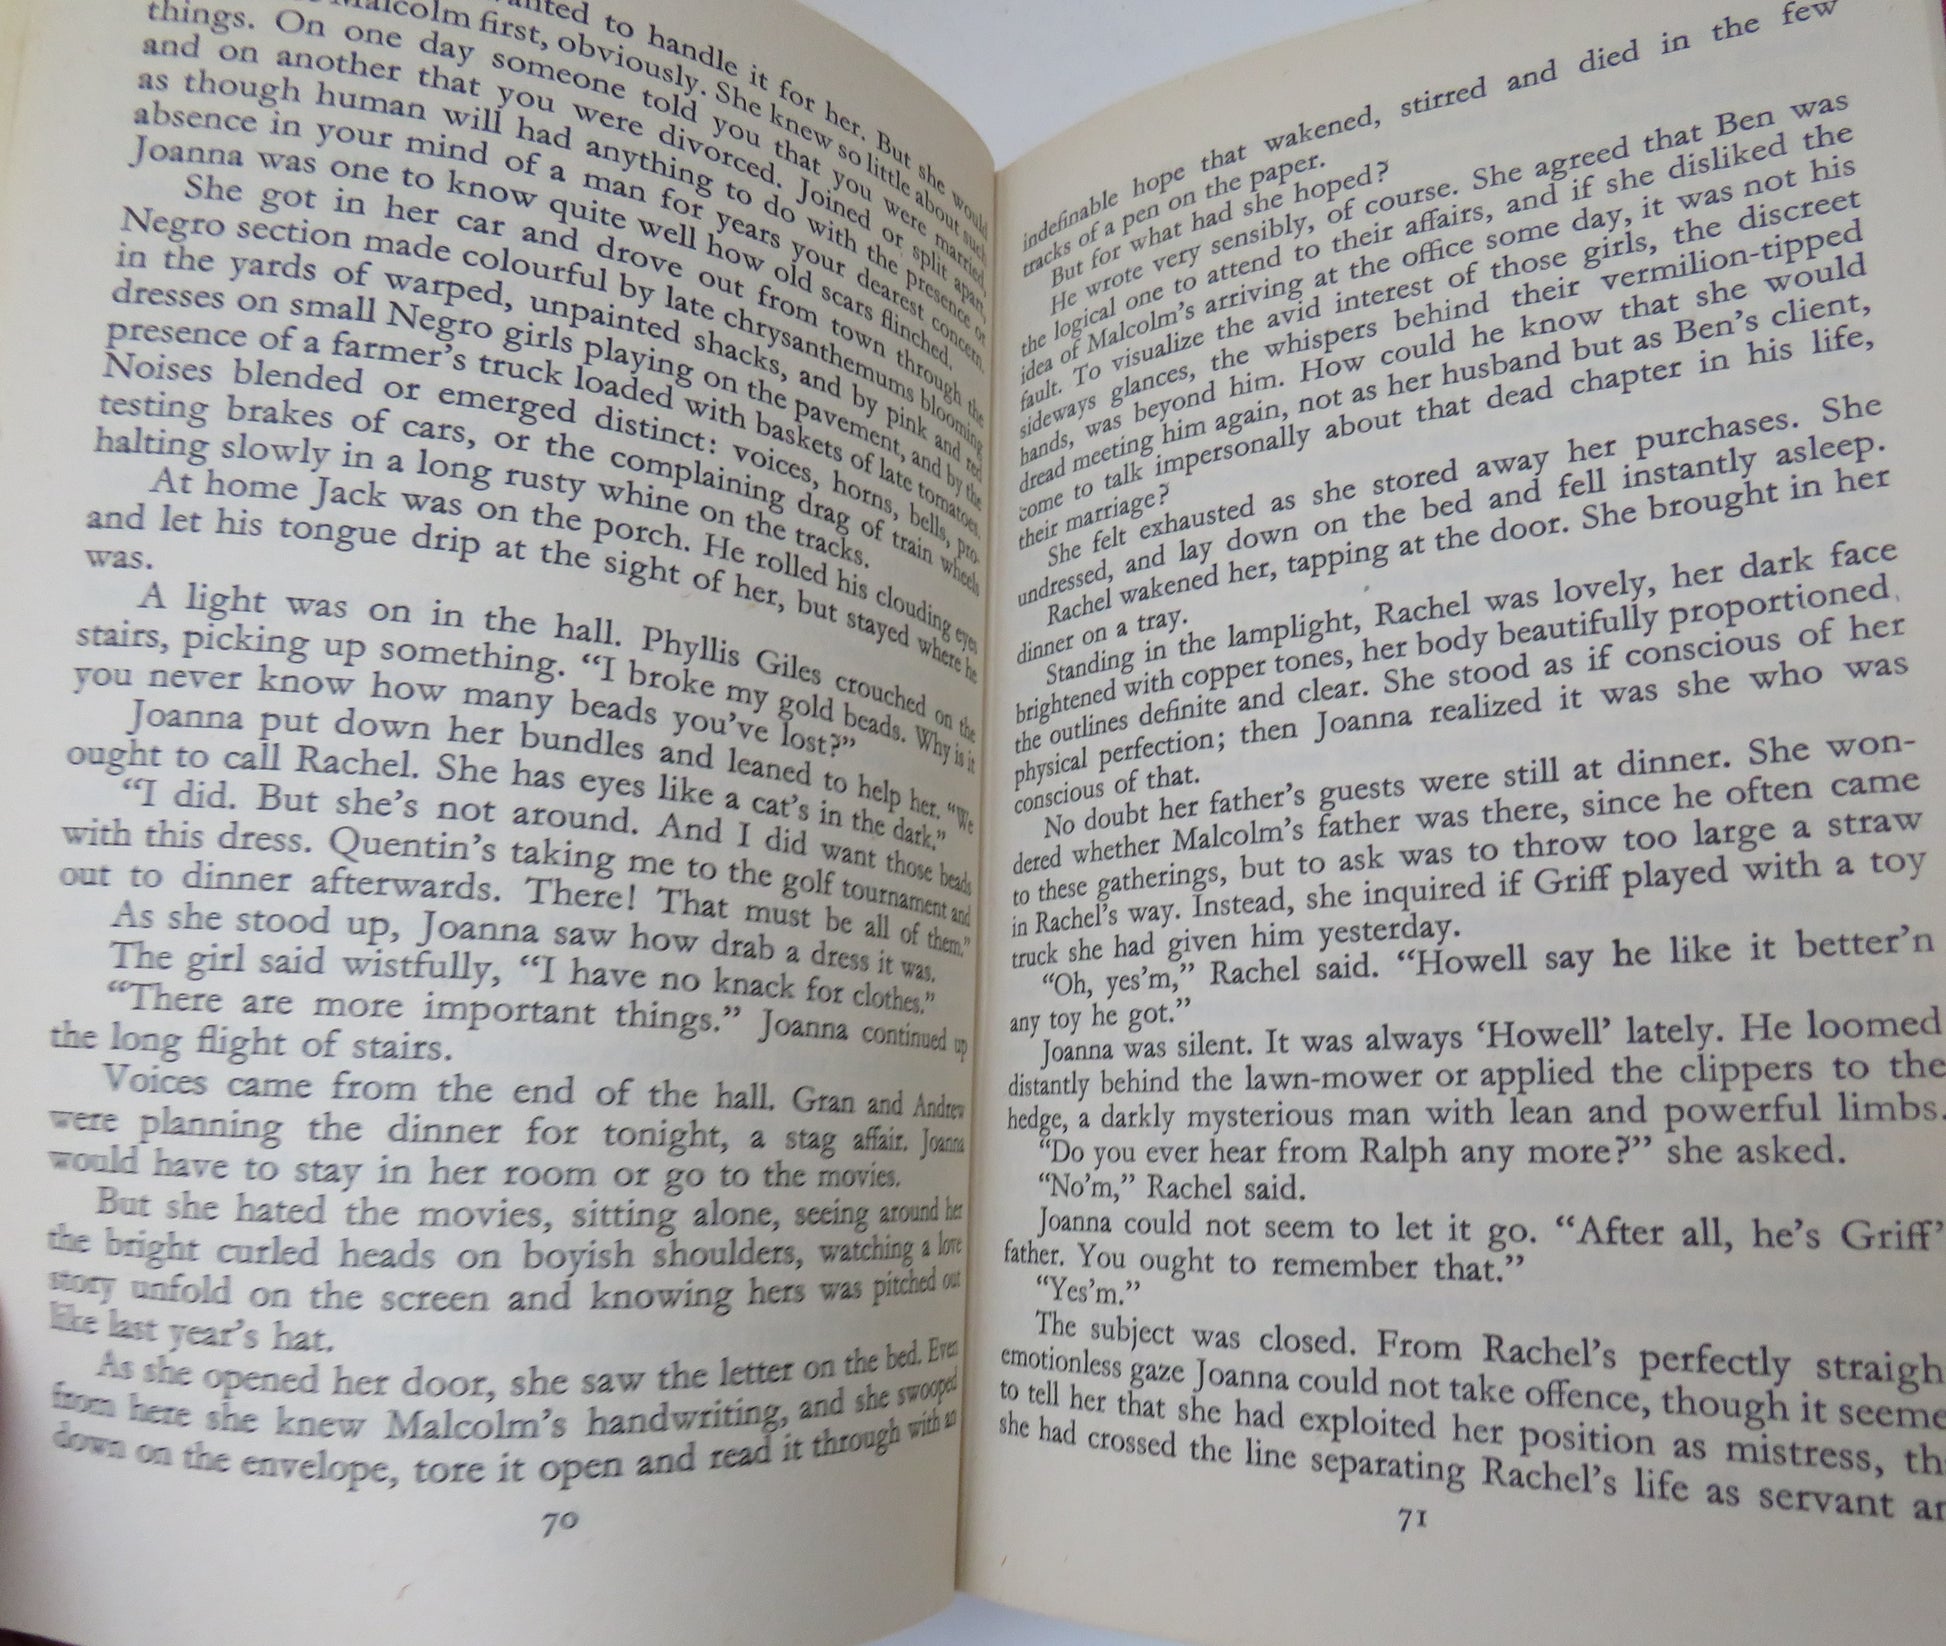 wanted to handle it for her. But she would
Malcolm first, obviously. She knew so little about such
things. On one day someone told you that you were married,
and on another that you were divorced. Joined or split apart,
as though human will had anything to do with the presence or
absence in your mind of a man for years your dearest concern.
Joanna was one to know quite well how old scars flinched.
She got in her car and drove out from town through the
Negro section made colourful by late chrysanthemums blooming
in the yards of warped, unpainted shacks, and by pink and red
dresses on small Negro girls playing on the pavement, and by the
presence of a farmer's truck loaded with baskets of late tomatoes.
Noises blended or emerged distinct: voices, horns, bells, pro-
testing brakes of cars, or the complaining drag of train wheels
halting slowly in a long rusty whine on the tracks.
At home Jack was on the porch. He rolled his clouding eyes
and let his tongue drip at the sight of her, but stayed where he
was.
A light was on in the hall. Phyllis Giles crouched on the
stairs, picking up something. “I broke my gold beads. Why is it
you never know how many beads you've lost?”
Joanna put down her bundles and leaned to help her. “We
ought to call Rachel. She has eyes like a cat's in the dark.”
“I did. But she's not around. And I did want those beads
with this dress. Quentin's taking me to the golf tournament and
out to dinner afterwards. There! That must be all of them.”
As she stood up, Joanna saw how drab a dress it was.
The girl said wistfully, “I have no knack for clothes.”
“There are more important things.” Joanna continued up
the long flight of stairs.
Voices came from the end of the hall. Gran and Andrew
were planning the dinner for tonight, a stag affair. Joanna
would have to stay in her room or go to the movies.
But she hated the movies, sitting alone, seeing around her
the bright curled heads on boyish shoulders, watching a love
story unfold on the screen and knowing hers was pitched out
like last year's hat.
As she opened her door, she saw the letter on the bed. Even
from here she knew Malcolm's handwriting, and she swooped
down on the envelope, tore it open and read it through with an
70
indefinable hope that wakened, stirred and died in the few
tracks of a pen on the paper.
But for what had she hoped?
He wrote very sensibly, of course. She agreed that Ben was
the logical one to attend to their affairs, and if she disliked the
idea of Malcolm's arriving at the office some day, it was not his
fault. To visualize the avid interest of those girls, the discreet
sideways glances, the whispers behind their vermilion-tipped
hands, was beyond him. How could he know that she would
dread meeting him again, not as her husband but as Ben's client,
come to talk impersonally about that dead chapter in his life,
their marriage?
She felt exhausted as she stored away her purchases. She
undressed, and lay down on the bed and fell instantly asleep.
Rachel wakened her, tapping at the door. She brought in her
dinner on a tray.
Standing in the lamplight, Rachel was lovely, her dark face
brightened with copper tones, her body beautifully proportioned,
the outlines definite and clear. She stood as if conscious of her
physical perfection; then Joanna realized it was she who was
conscious of that.
No doubt her father's guests were still at dinner. She won-
dered whether Malcolm's father was there, since he often came
to these gatherings, but to ask was to throw too large a straw
in Rachel's way. Instead, she inquired if Griff played with a toy
truck she had given him yesterday.
“Oh, yes'm,” Rachel said. “Howell say he like it better'n
any toy he got.”
Joanna was silent. It was always ‘Howell’ lately. He loomed
distantly behind the lawn-mower or applied the clippers to the
hedge, a darkly mysterious man with lean and powerful limbs.
“Do you ever hear from Ralph any more?” she asked.
“No'm,” Rachel said.
Joanna could not seem to let it go. “After all, he's Griff'
father. You ought to remember that.”
“Yes'm.”
The subject was closed. From Rachel's perfectly straigh
emotionless gaze Joanna could not take offence, though it seeme
to tell her that she had exploited her position as mistress, th
she had crossed the line separating Rachel's life as servant an
71